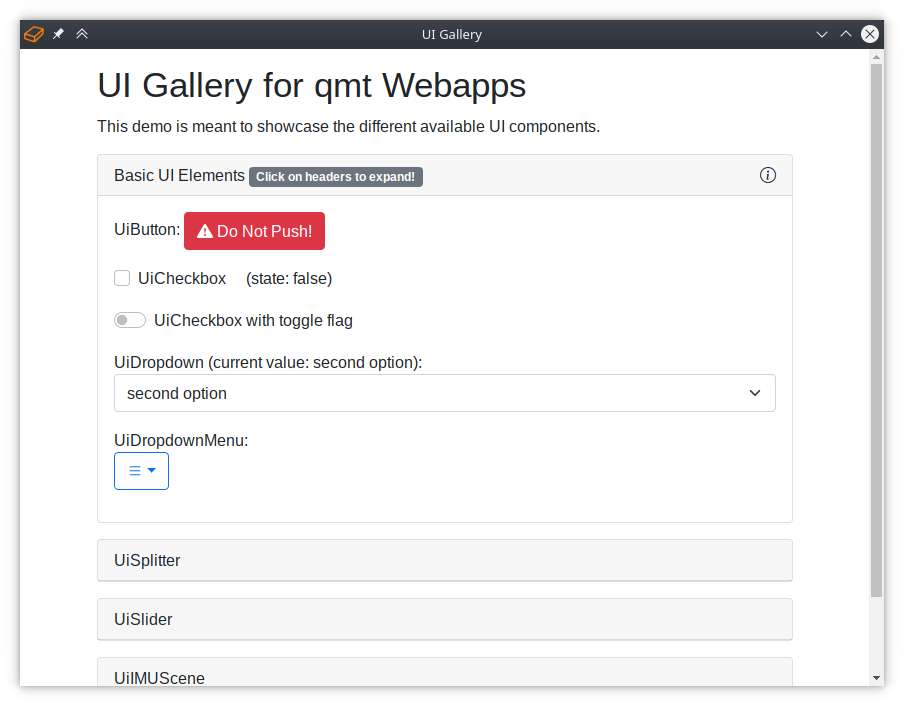 UI Gallery
UI Gallery for qmt Webapps
This demo is meant to showcase the different available UI components.
Basic UI Elements Click on headers to expand!
UiButton: Do Not Push!
UiCheckbox (state: false)
UiCheckbox with toggle flag
UiDropdown (current value: second option):
second option
UiDropdownMenu:
UiSplitter
UiSlider
UiIMUScene